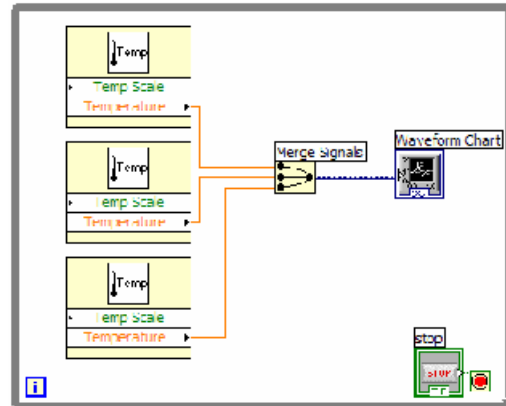 Temp
Temp Scale
Temperature
Temp
Temp Scale
Temperature
Temp
Temp Scale
Temperature
Merge Signals
Waveform Chart
stop
STOP
TF
i